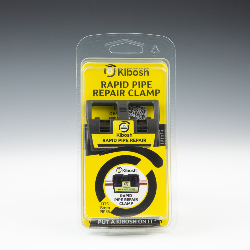 Kibosh
RAPID PIPE
REPAIR CLAMP
Kibosh
RAPID PIPE REPAIR
Kibosh
RAPID
PIPE REPAIR
CLAMP
PUT A KIBOSH ON IT